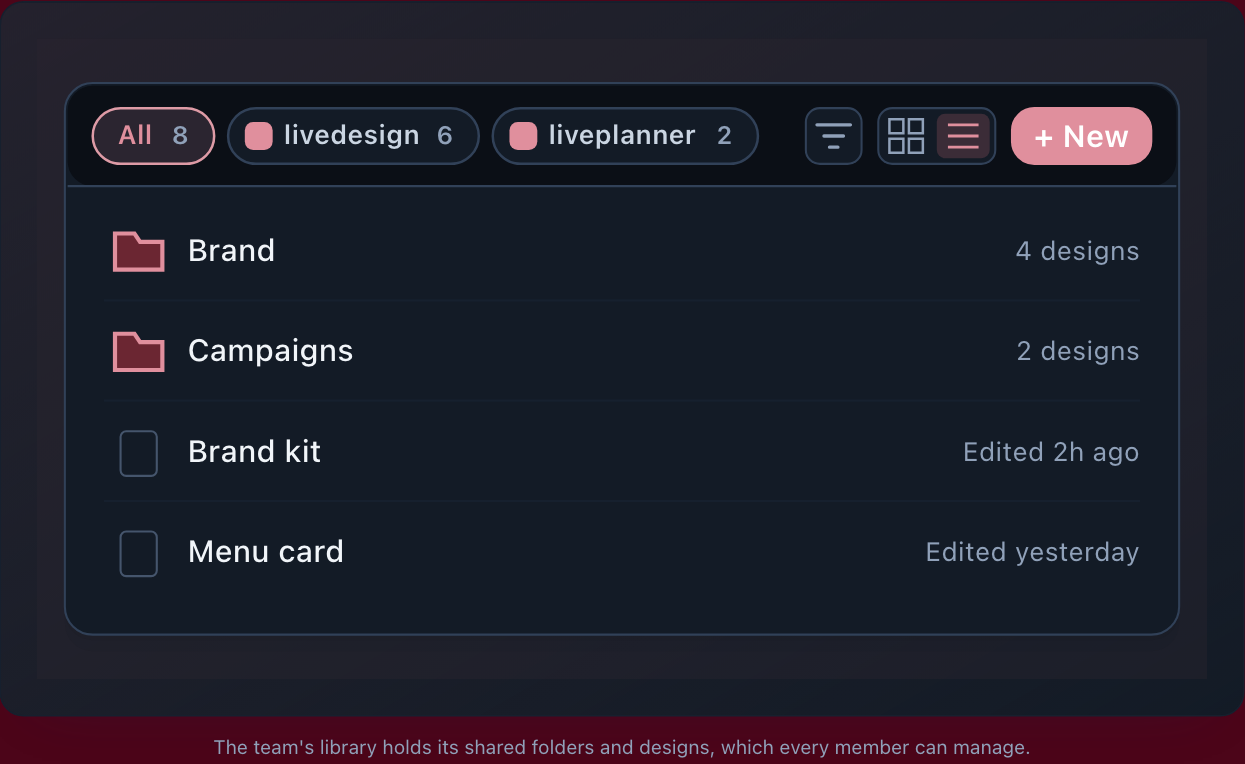 All 8 livedesign 6 liveplanner 2 + New
Brand 4 designs
Campaigns 2 designs
Brand kit Edited 2h ago
Menu card Edited yesterday
The team's library holds its shared folders and designs, which every member can manage.